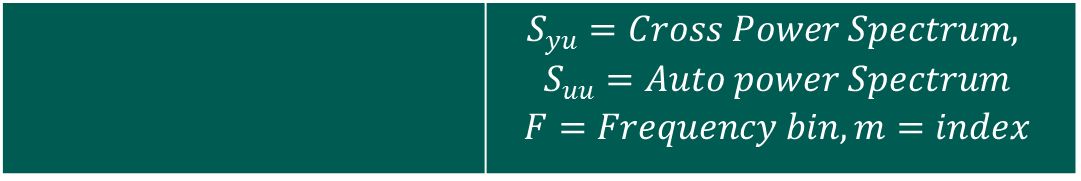 S_yu = Cross Power Spectrum,
S_uu = Auto power Spectrum
F = Frequency bin, m = index